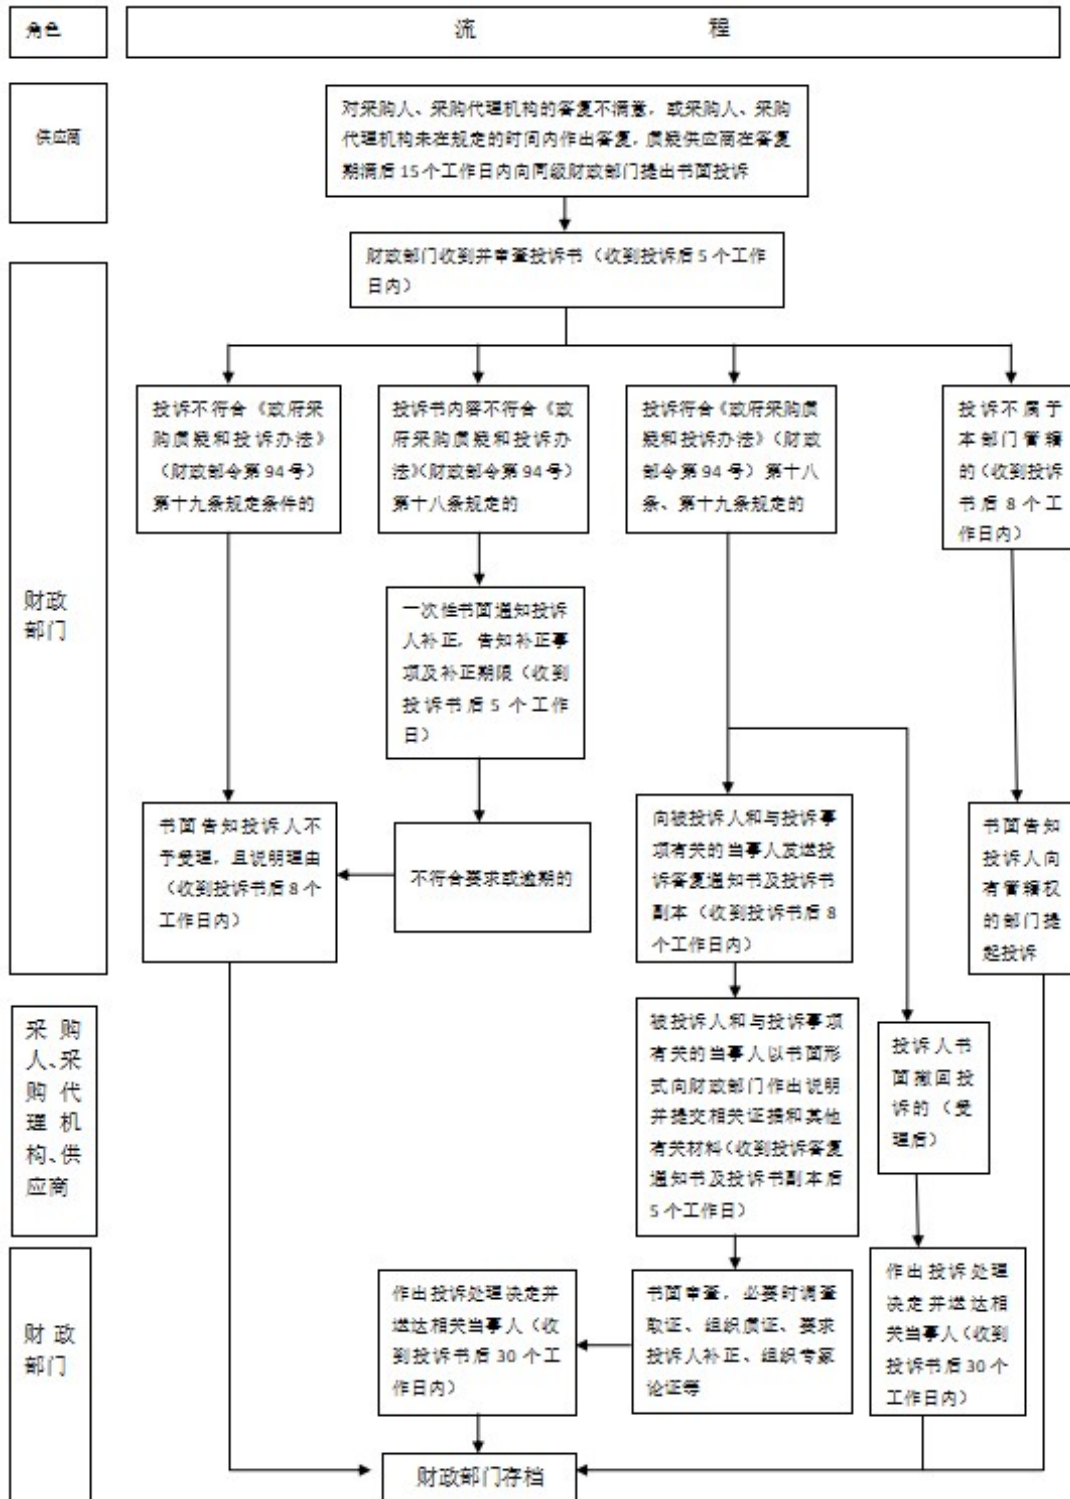 角色
流 程
供应商
对采购人、采购代理机构的答复不满意，或采购人、采购
代理机构未在规定的时间内作出答复，质疑供应商在答复
期满后15个工作日内向同级财政部门提出书面投诉
财政部门收到并审查投诉书（收到投诉后5个工作
日内）
财政
部门
投诉不符合《政府采
购质疑和投诉办法》
（财政部令第94号）
第十九条规定条件的
投诉书内容不符合《政
府采购质疑和投诉办
法》（财政部令第94号）
第十八条规定的
投诉符合《政府采购质
疑和投诉办法》（财政
部令第94号）第十八
条、第十九条规定的
投诉不属于
本部门管辖
的（收到投诉
书后8个工
作日内）
一次性书面通知投诉
人补正，告知补正事
项及补正期限（收到
投诉书后5个工作
日）
书面告知投诉人不
予受理，且说明理由
（收到投诉书后8个
工作日内）
不符合要求或逾期的
向被投诉人和与投诉事
项有关的当事人发送投
诉答复通知书及投诉书
副本（收到投诉书后8
个工作日内）
书面告知
投诉人向
有管辖权
的部门提
起投诉
采购
人、采
购代
理机
构、供
应商
被投诉人和与投诉事项
有关的当事人以书面形
式向财政部门作出说明
并提交相关证据和其他
有关材料（收到投诉答复
通知书及投诉书副本后
5个工作日）
投诉人书
面撤回投
诉的（受
理后）
财政
部门
作出投诉处理决定并
送达相关当事人（收
到投诉书后30个工
作日内）
书面审查，必要时调查
取证、组织质证、要求
投诉人补正、组织专家
论证等
作出投诉处理
决定并送达相
关当事人（收到
投诉书后30个
工作日内）
财政部门存档